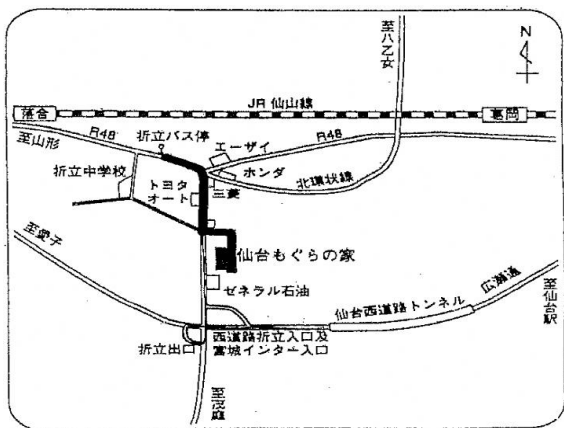 至八乙女
N
JR 仙山線
落合
葛岡
R48
折立バス停
エーザイ
R48
至山形
ホンダ
折立中学校
トヨタ
オート
三菱
北環状線
至愛子
仙台もぐらの家
ゼネラル石油
広瀬通
至仙台駅
仙台西道路トンネル
西道路折立入口及
宮城インター入口
折立出口
至茂庭